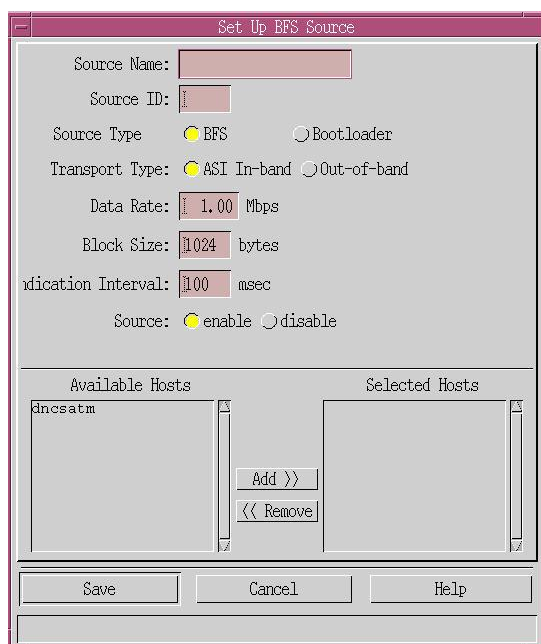 Set Up BFS Source
Source Name:
Source ID:
Source Type BFS Bootloader
Transport Type: ASI In-band Out-of-band
Data Rate: 1.00 Mbps
Block Size: 1024 bytes
dication Interval: 100 msec
Source: enable disable
Available Hosts Selected Hosts
dncsatm
Add >>
<< Remove
Save Cancel Help